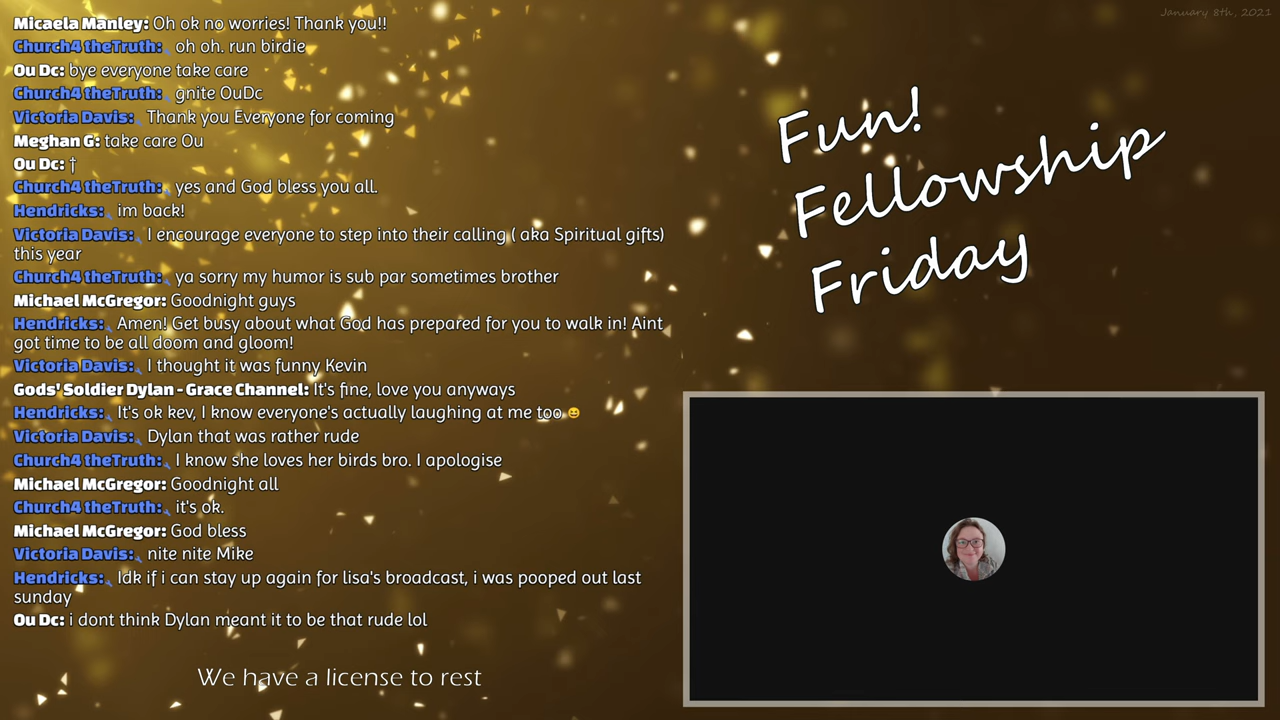 Micaela Manley: Oh ok no worries! Thank you!!
Church4 theTruth: oh oh. run birdie
Ou Dc: bye everyone take care
Church4 theTruth: gnite OuDc
Victoria Davis: Thank you Everyone for coming
Meghan G: take care Ou
Ou Dc: †
Church4 theTruth: yes and God bless you all.
Hendricks: im back!
Victoria Davis: I encourage everyone to step into their calling ( aka Spiritual gifts)
this year
Church4 theTruth: ya sorry my humor is sub par sometimes brother
Michael McGregor: Goodnight guys
Hendricks: Amen! Get busy about what God has prepared for you to walk in! Aint
got time to be all doom and gloom!
Victoria Davis: I thought it was funny Kevin
Gods' Soldier Dylan - Grace Channel: It's fine, love you anyways
Hendricks: It's ok kev, I know everyone's actually laughing at me too 😆
Victoria Davis: Dylan that was rather rude
Church4 theTruth: I know she loves her birds bro. I apologise
Michael McGregor: Goodnight all
Church4 theTruth: it's ok.
Michael McGregor: God bless
Victoria Davis: nite nite Mike
Hendricks: Idk if i can stay up again for lisa's broadcast, i was pooped out last
sunday
Ou Dc: i dont think Dylan meant it to be that rude lol
We have a license to rest
January 8th, 2021
Fun!
Fellowship
Friday